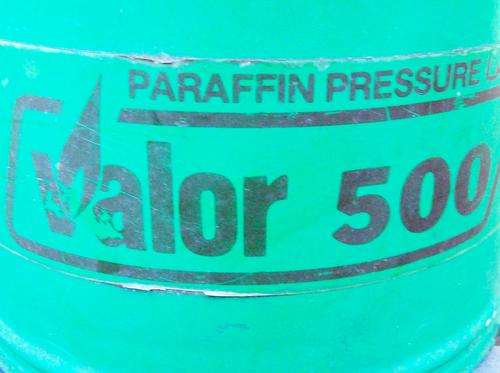 PARAFFIN PRESSURE
Valor 500